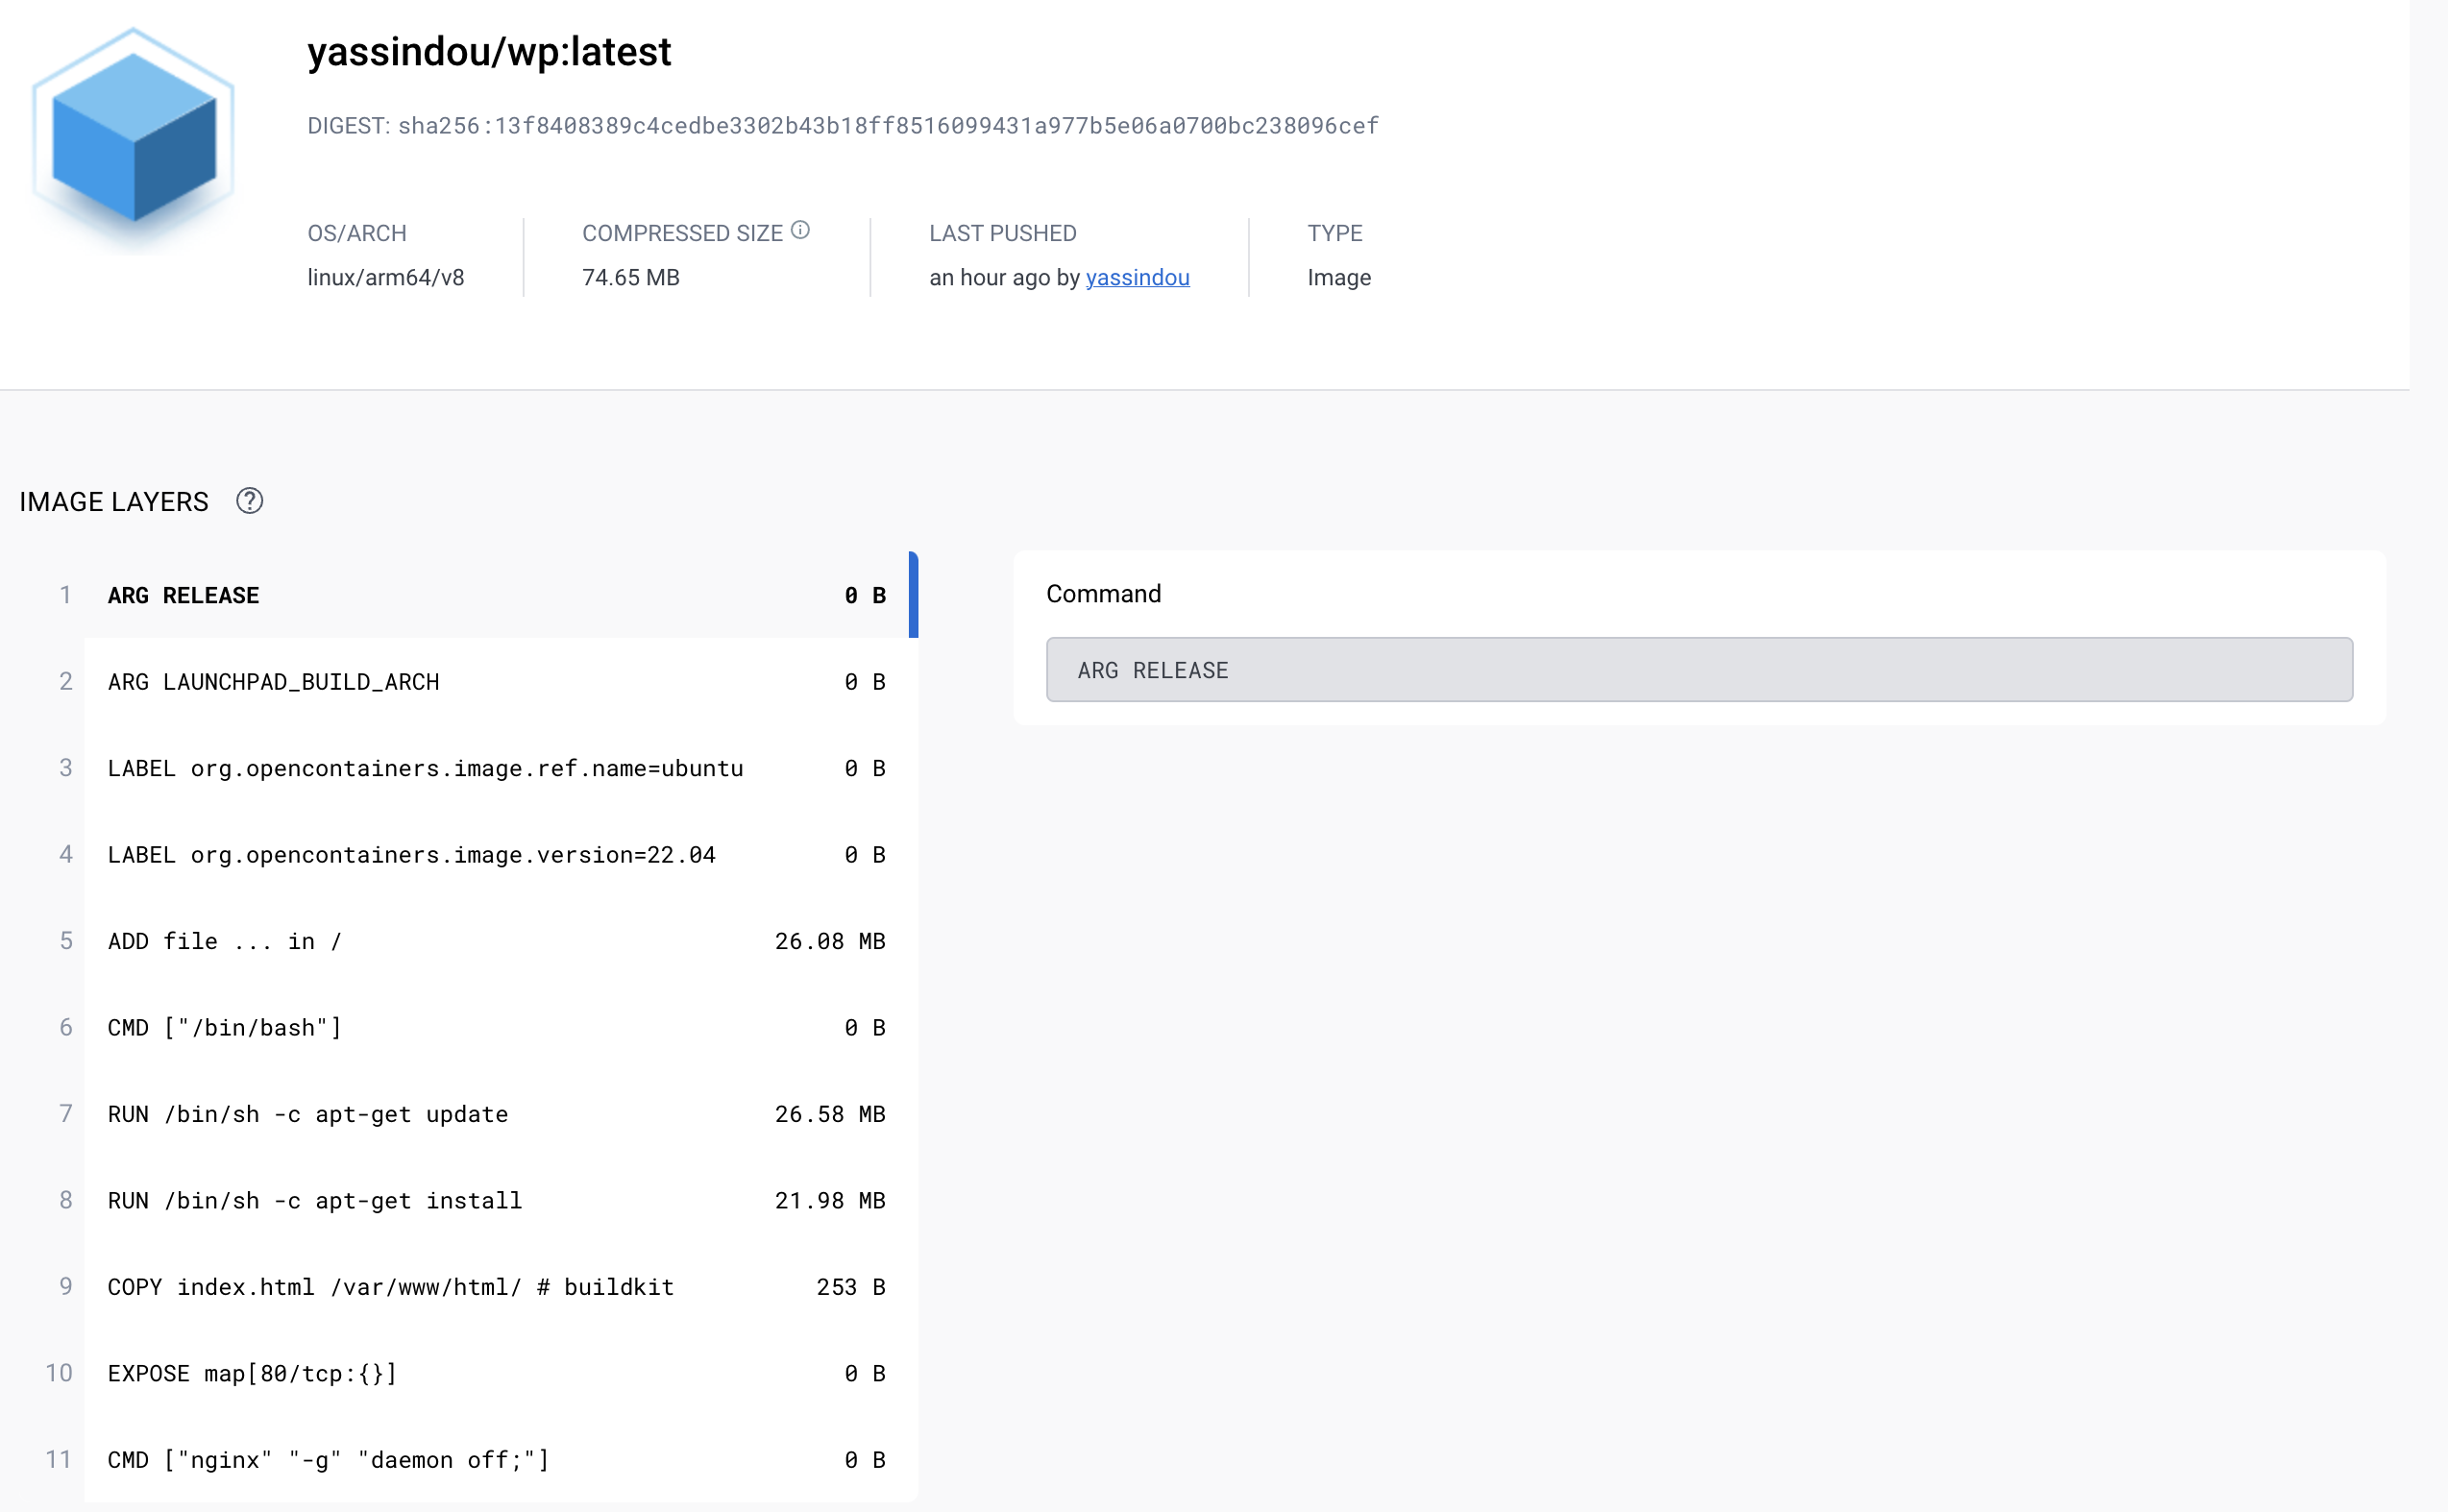 yassindou/wp:latest
DIGEST: sha256:13f8408389c4cedbe3302b43b18ff8516099431a977b5e06a0700bc238096cef
OS/ARCH
linux/arm64/v8
COMPRESSED SIZE
74.65 MB
LAST PUSHED
an hour ago by yassindou
TYPE
Image
IMAGE LAYERS
1 ARG RELEASE 0 B
2 ARG LAUNCHPAD_BUILD_ARCH 0 B
3 LABEL org.opencontainers.image.ref.name=ubuntu 0 B
4 LABEL org.opencontainers.image.version=22.04 0 B
5 ADD file ... in / 26.08 MB
6 CMD ["/bin/bash"] 0 B
7 RUN /bin/sh -c apt-get update 26.58 MB
8 RUN /bin/sh -c apt-get install 21.98 MB
9 COPY index.html /var/www/html/ # buildkit 253 B
10 EXPOSE map[80/tcp:{}] 0 B
11 CMD ["nginx" "-g" "daemon off;"] 0 B
Command
ARG RELEASE